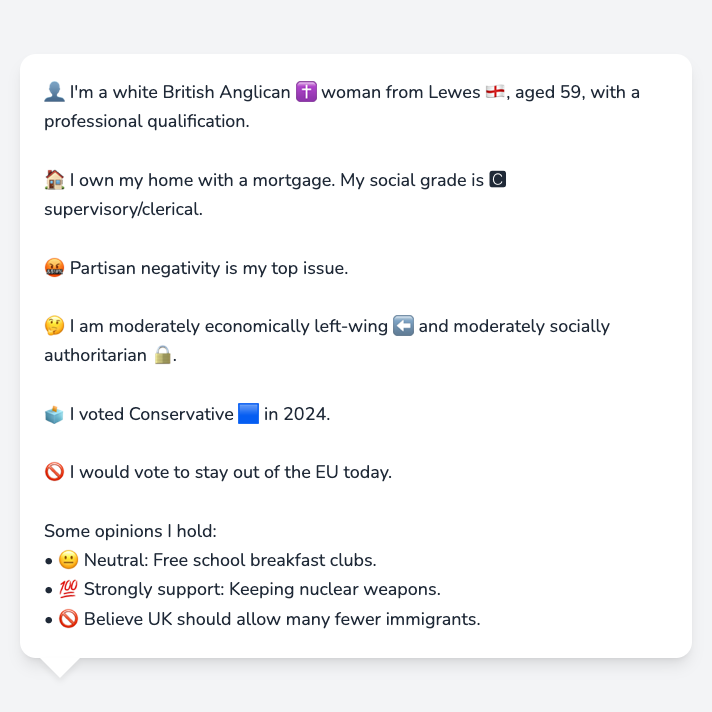 👤 I'm a white British Anglican ✝️ woman from Lewes 🏴󠁧󠁢󠁥󠁮󠁧󠁿, aged 59, with a
professional qualification.
🏠 I own my home with a mortgage. My social grade is 🅲
supervisory/clerical.
🤬 Partisan negativity is my top issue.
🤔 I am moderately economically left-wing ⬅️ and moderately socially
authoritarian 🔒.
🗳️ I voted Conservative 🟦 in 2024.
🚫 I would vote to stay out of the EU today.
Some opinions I hold:
• 😐 Neutral: Free school breakfast clubs.
• 💯 Strongly support: Keeping nuclear weapons.
• 🚫 Believe UK should allow many fewer immigrants.